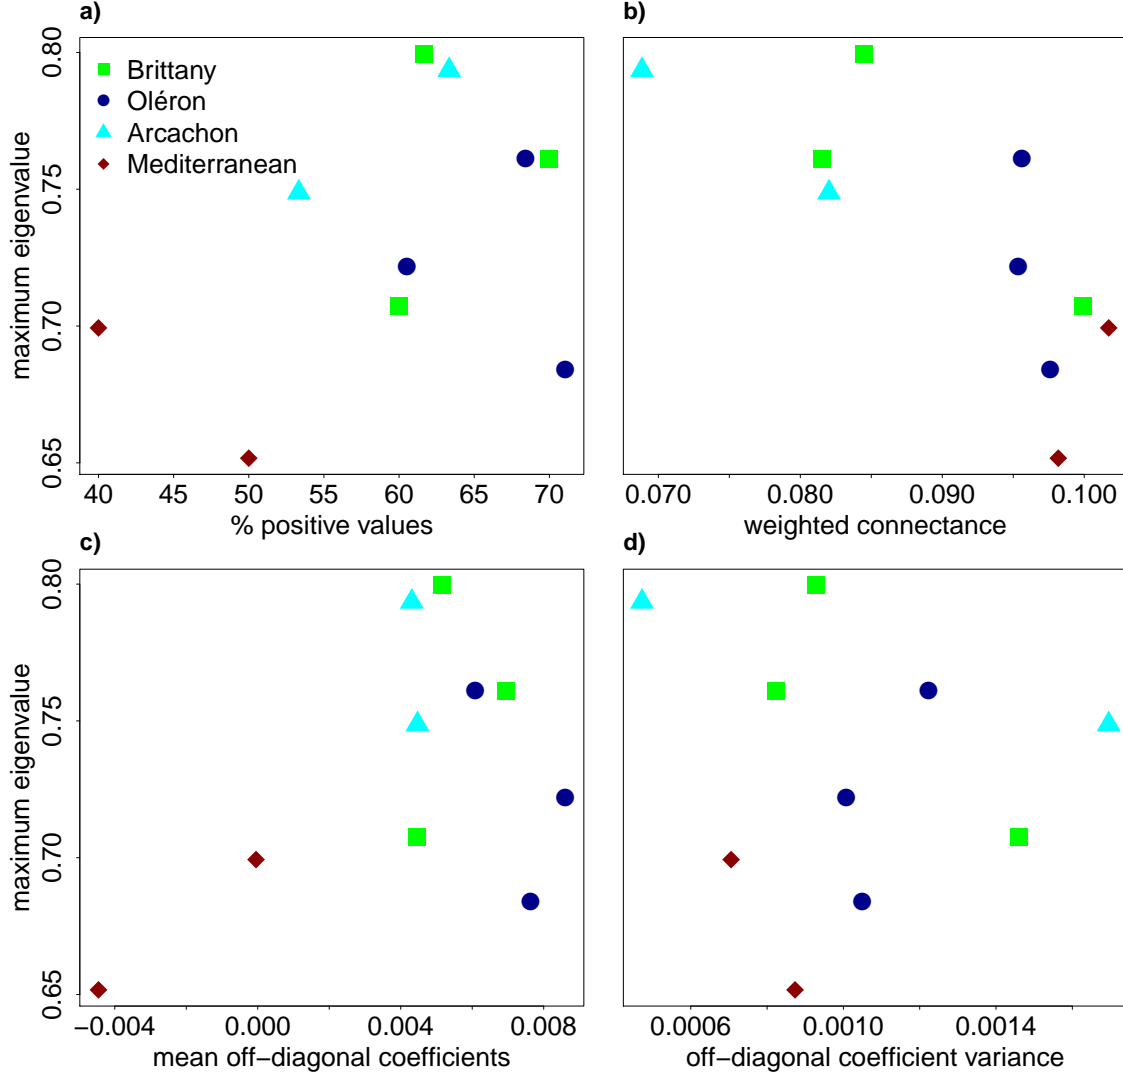 a)
b)
maximum eigenvalue
0.65
0.70
0.75
0.80
Brittany
Oléron
Arcachon
Mediterranean
40 45 50 55 60 65 70
% positive values
0.070 0.080 0.090 0.100
weighted connectance
c)
d)
maximum eigenvalue
0.65
0.70
0.75
0.80
−0.004 0.000 0.004 0.008
mean off−diagonal coefficients
0.0006 0.0010 0.0014
off−diagonal coefficient variance